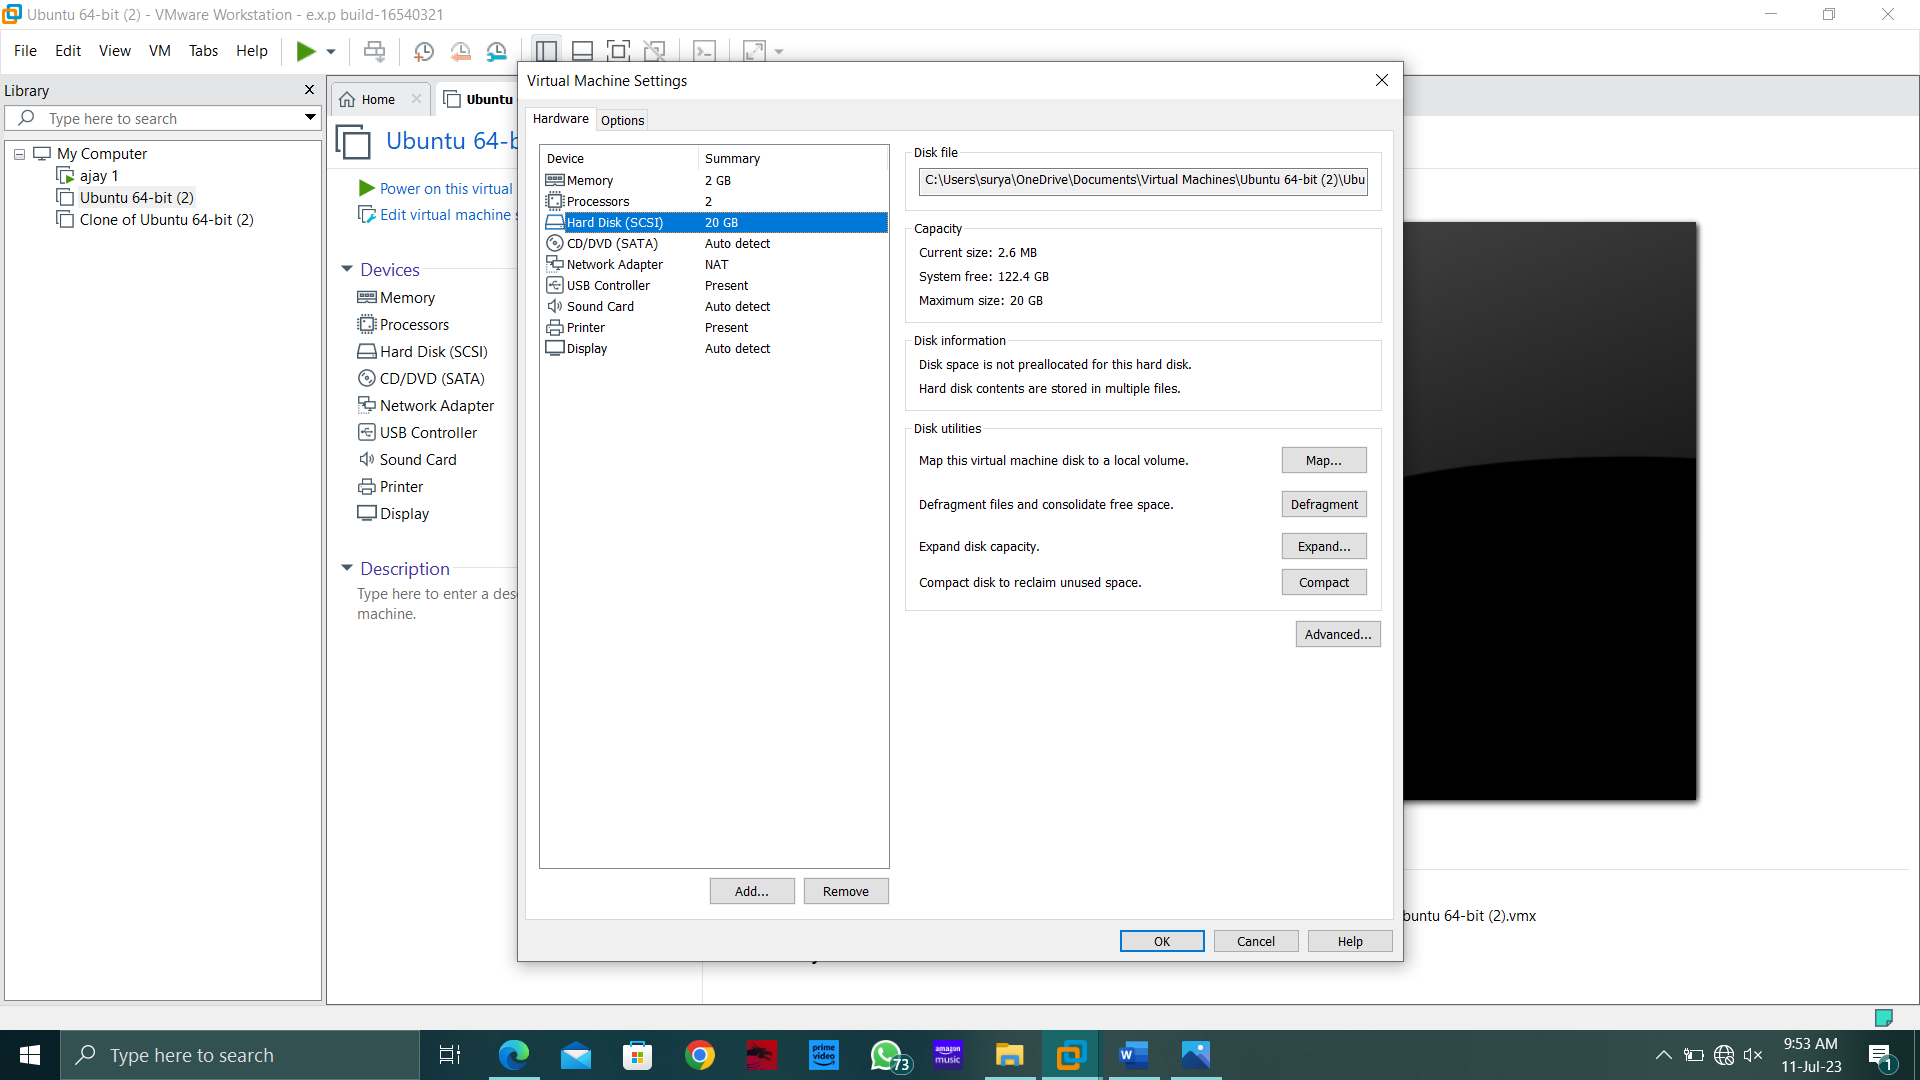 Ubuntu 64-bit (2) - VMware Workstation - e.x.p build-16540321
File Edit View VM Tabs Help
Library
Type here to search
My Computer
ajay 1
Ubuntu 64-bit (2)
Clone of Ubuntu 64-bit (2)
Home
Ubuntu
Ubuntu 64-b
Power on this virtual
Edit virtual machine s
Devices
Memory
Processors
Hard Disk (SCSI)
CD/DVD (SATA)
Network Adapter
USB Controller
Sound Card
Printer
Display
Description
Type here to enter a des
machine.
Virtual Machine Settings
Hardware Options
Device Summary
Memory 2 GB
Processors 2
Hard Disk (SCSI) 20 GB
CD/DVD (SATA) Auto detect
Network Adapter NAT
USB Controller Present
Sound Card Auto detect
Printer Present
Display Auto detect
Add... Remove
Disk file
C:\Users\surya\OneDrive\Documents\Virtual Machines\Ubuntu 64-bit (2)\Ubu
Capacity
Current size: 2.6 MB
System free: 122.4 GB
Maximum size: 20 GB
Disk information
Disk space is not preallocated for this hard disk.
Hard disk contents are stored in multiple files.
Disk utilities
Map this virtual machine disk to a local volume. Map...
Defragment files and consolidate free space. Defragment
Expand disk capacity. Expand...
Compact disk to reclaim unused space. Compact
Advanced...
OK Cancel Help
buntu 64-bit (2).vmx
Type here to search
prime video
73
amazon music
W
9:53 AM
11-Jul-23
1